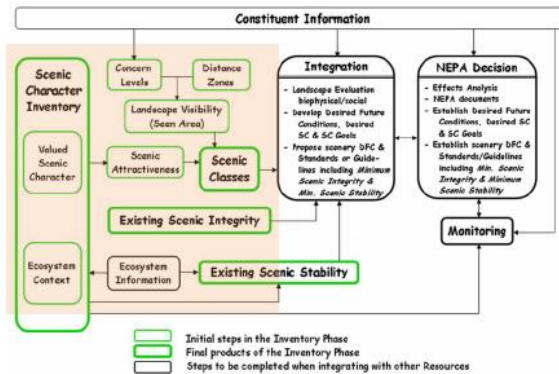 Constituent Information
Scenic
Character
Inventory
Valued
Scenic
Character
Ecosystem
Context
Concern
Levels
Distance
Zones
Landscape Visibility
(Seen Area)
Scenic
Attractiveness
Scenic
Classes
Existing Scenic Integrity
Ecosystem
Information
Existing Scenic Stability
Integration
- Landscape Evaluation
biophysical/social
- Develop Desired Future
Conditions, Desired
SC & SC Goals
- Propose scenery DFC &
Standards or Guide-
lines including Minimum
Scenic Integrity &
Min. Scenic Stability
NEPA Decision
- Effects Analysis
- NEPA documents
- Establish Desired Future
Conditions, Desired SC
& SC Goals
- Establish scenery DFC &
Standards/Guidelines
including Min. Scenic
Integrity & Minimum Scenic
Stability
Monitoring
Initial steps in the Inventory Phase
Final products of the Inventory Phase
Steps to be completed when integrating with other Resources